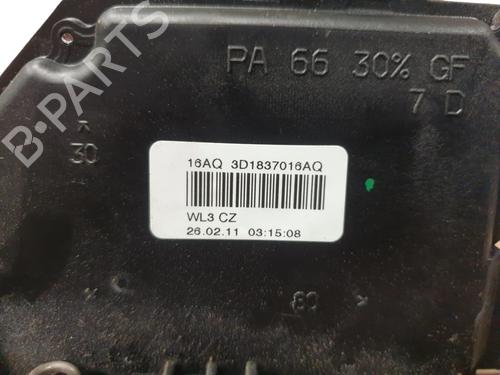 PA 66 30% GF
7 D
30
16AQ 3D1837016AQ
WL3 CZ
26.02.11 03:15:08
80
B-PARTS